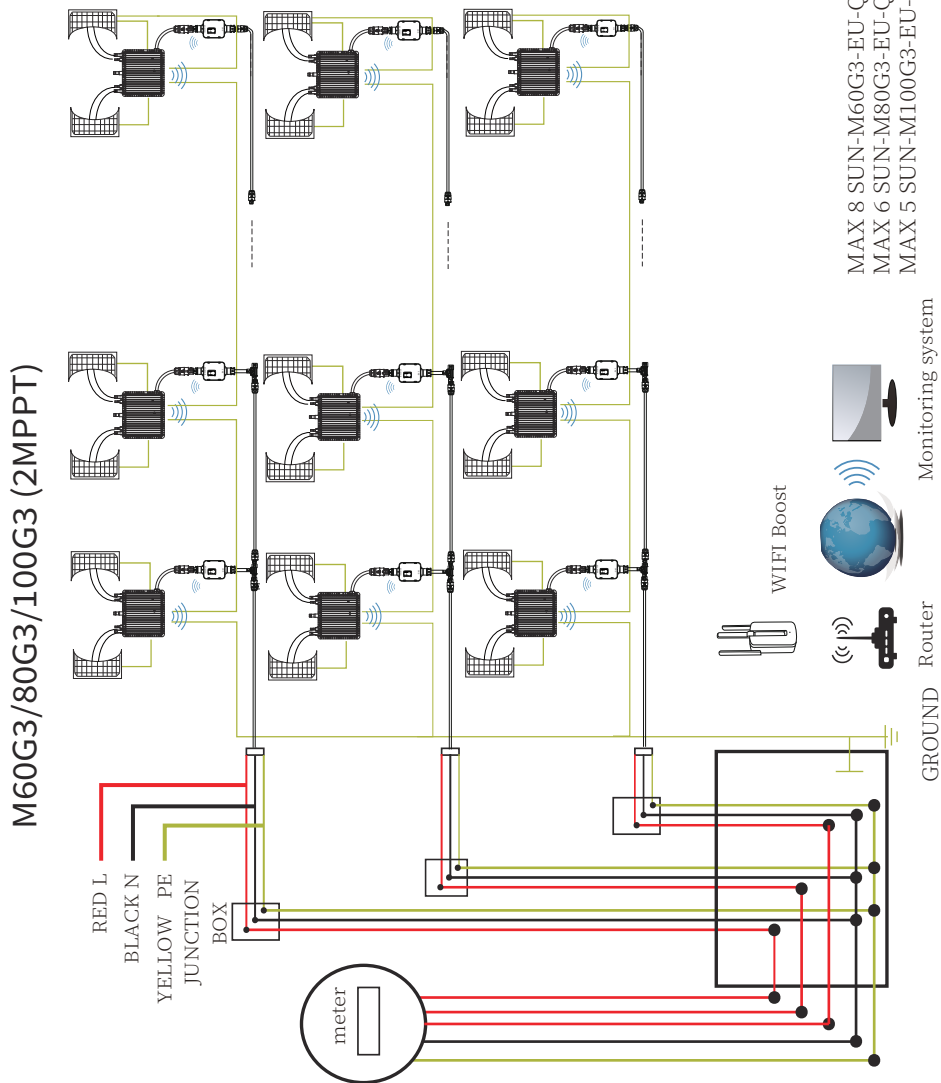 M60G3/80G3/100G3 (2MPPT)
RED L
BLACK N
YELLOW PE
JUNCTION
BOX
meter
WIFI Boost
GROUND
Router
Monitoring system
MAX 8 SUN-M60G3-EU-Q
MAX 6 SUN-M80G3-EU-Q
MAX 5 SUN-M100G3-EU-